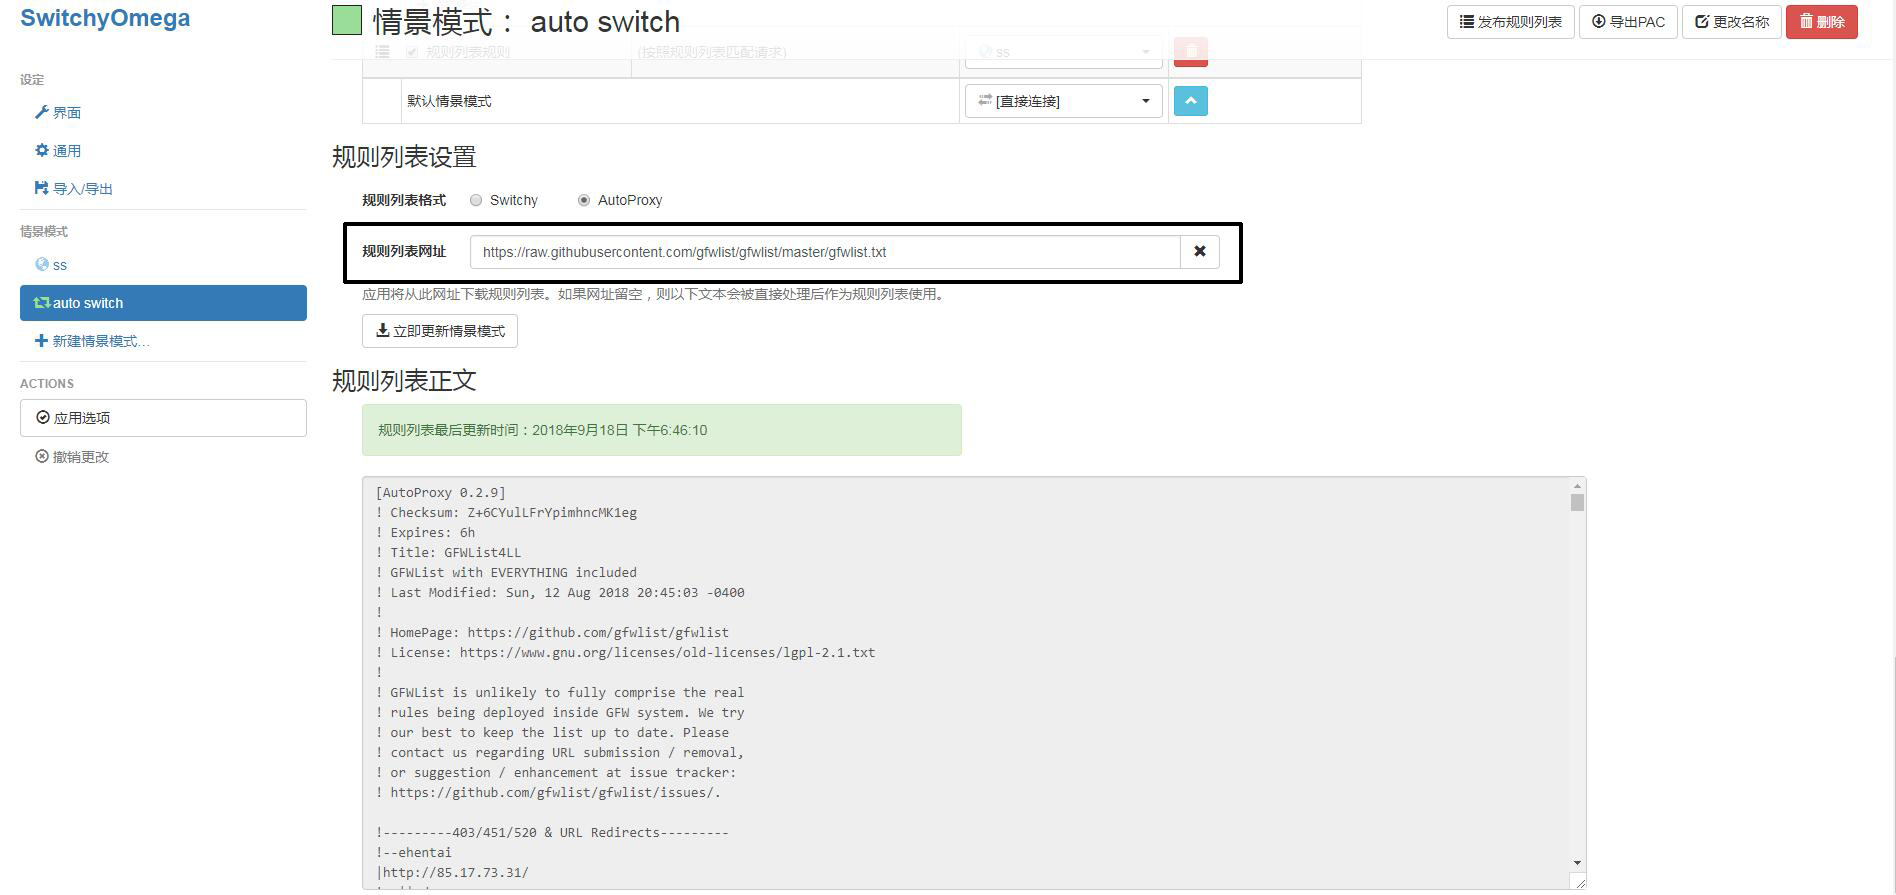 SwitchyOmega
设定
界面
通用
导入/导出
情景模式
ss
auto switch
新建情景模式...
ACTIONS
应用选项
撤销更改
情景模式： auto switch
发布规则列表 导出PAC 更改名称 删除
规则列表规则 (按照规则列表匹配请求) ss
默认情景模式 [直接连接]
规则列表设置
规则列表格式 Switchy AutoProxy
规则列表网址 https://raw.githubusercontent.com/gfwlist/gfwlist/master/gfwlist.txt
应用将从此网址下载规则列表。如果网址留空，则以下文本会被直接处理后作为规则列表使用。
立即更新情景模式
规则列表正文
规则列表最后更新时间：2018年9月18日 下午6:46:10
[AutoProxy 0.2.9]
! Checksum: Z+6CYulLFrYpimhncMK1eg
! Expires: 6h
! Title: GFWList4LL
! GFWList with EVERYTHING included
! Last Modified: Sun, 12 Aug 2018 20:45:03 -0400
!
! HomePage: https://github.com/gfwlist/gfwlist
! License: https://www.gnu.org/licenses/old-licenses/lgpl-2.1.txt
!
! GFWList is unlikely to fully comprise the real
! rules being deployed inside GFW system. We try
! our best to keep the list up to date. Please
! contact us regarding URL submission / removal,
! or suggestion / enhancement at issue tracker:
! https://github.com/gfwlist/gfwlist/issues/.
!---------403/451/520 & URL Redirects---------
!--ehentai
|http://85.17.73.31/